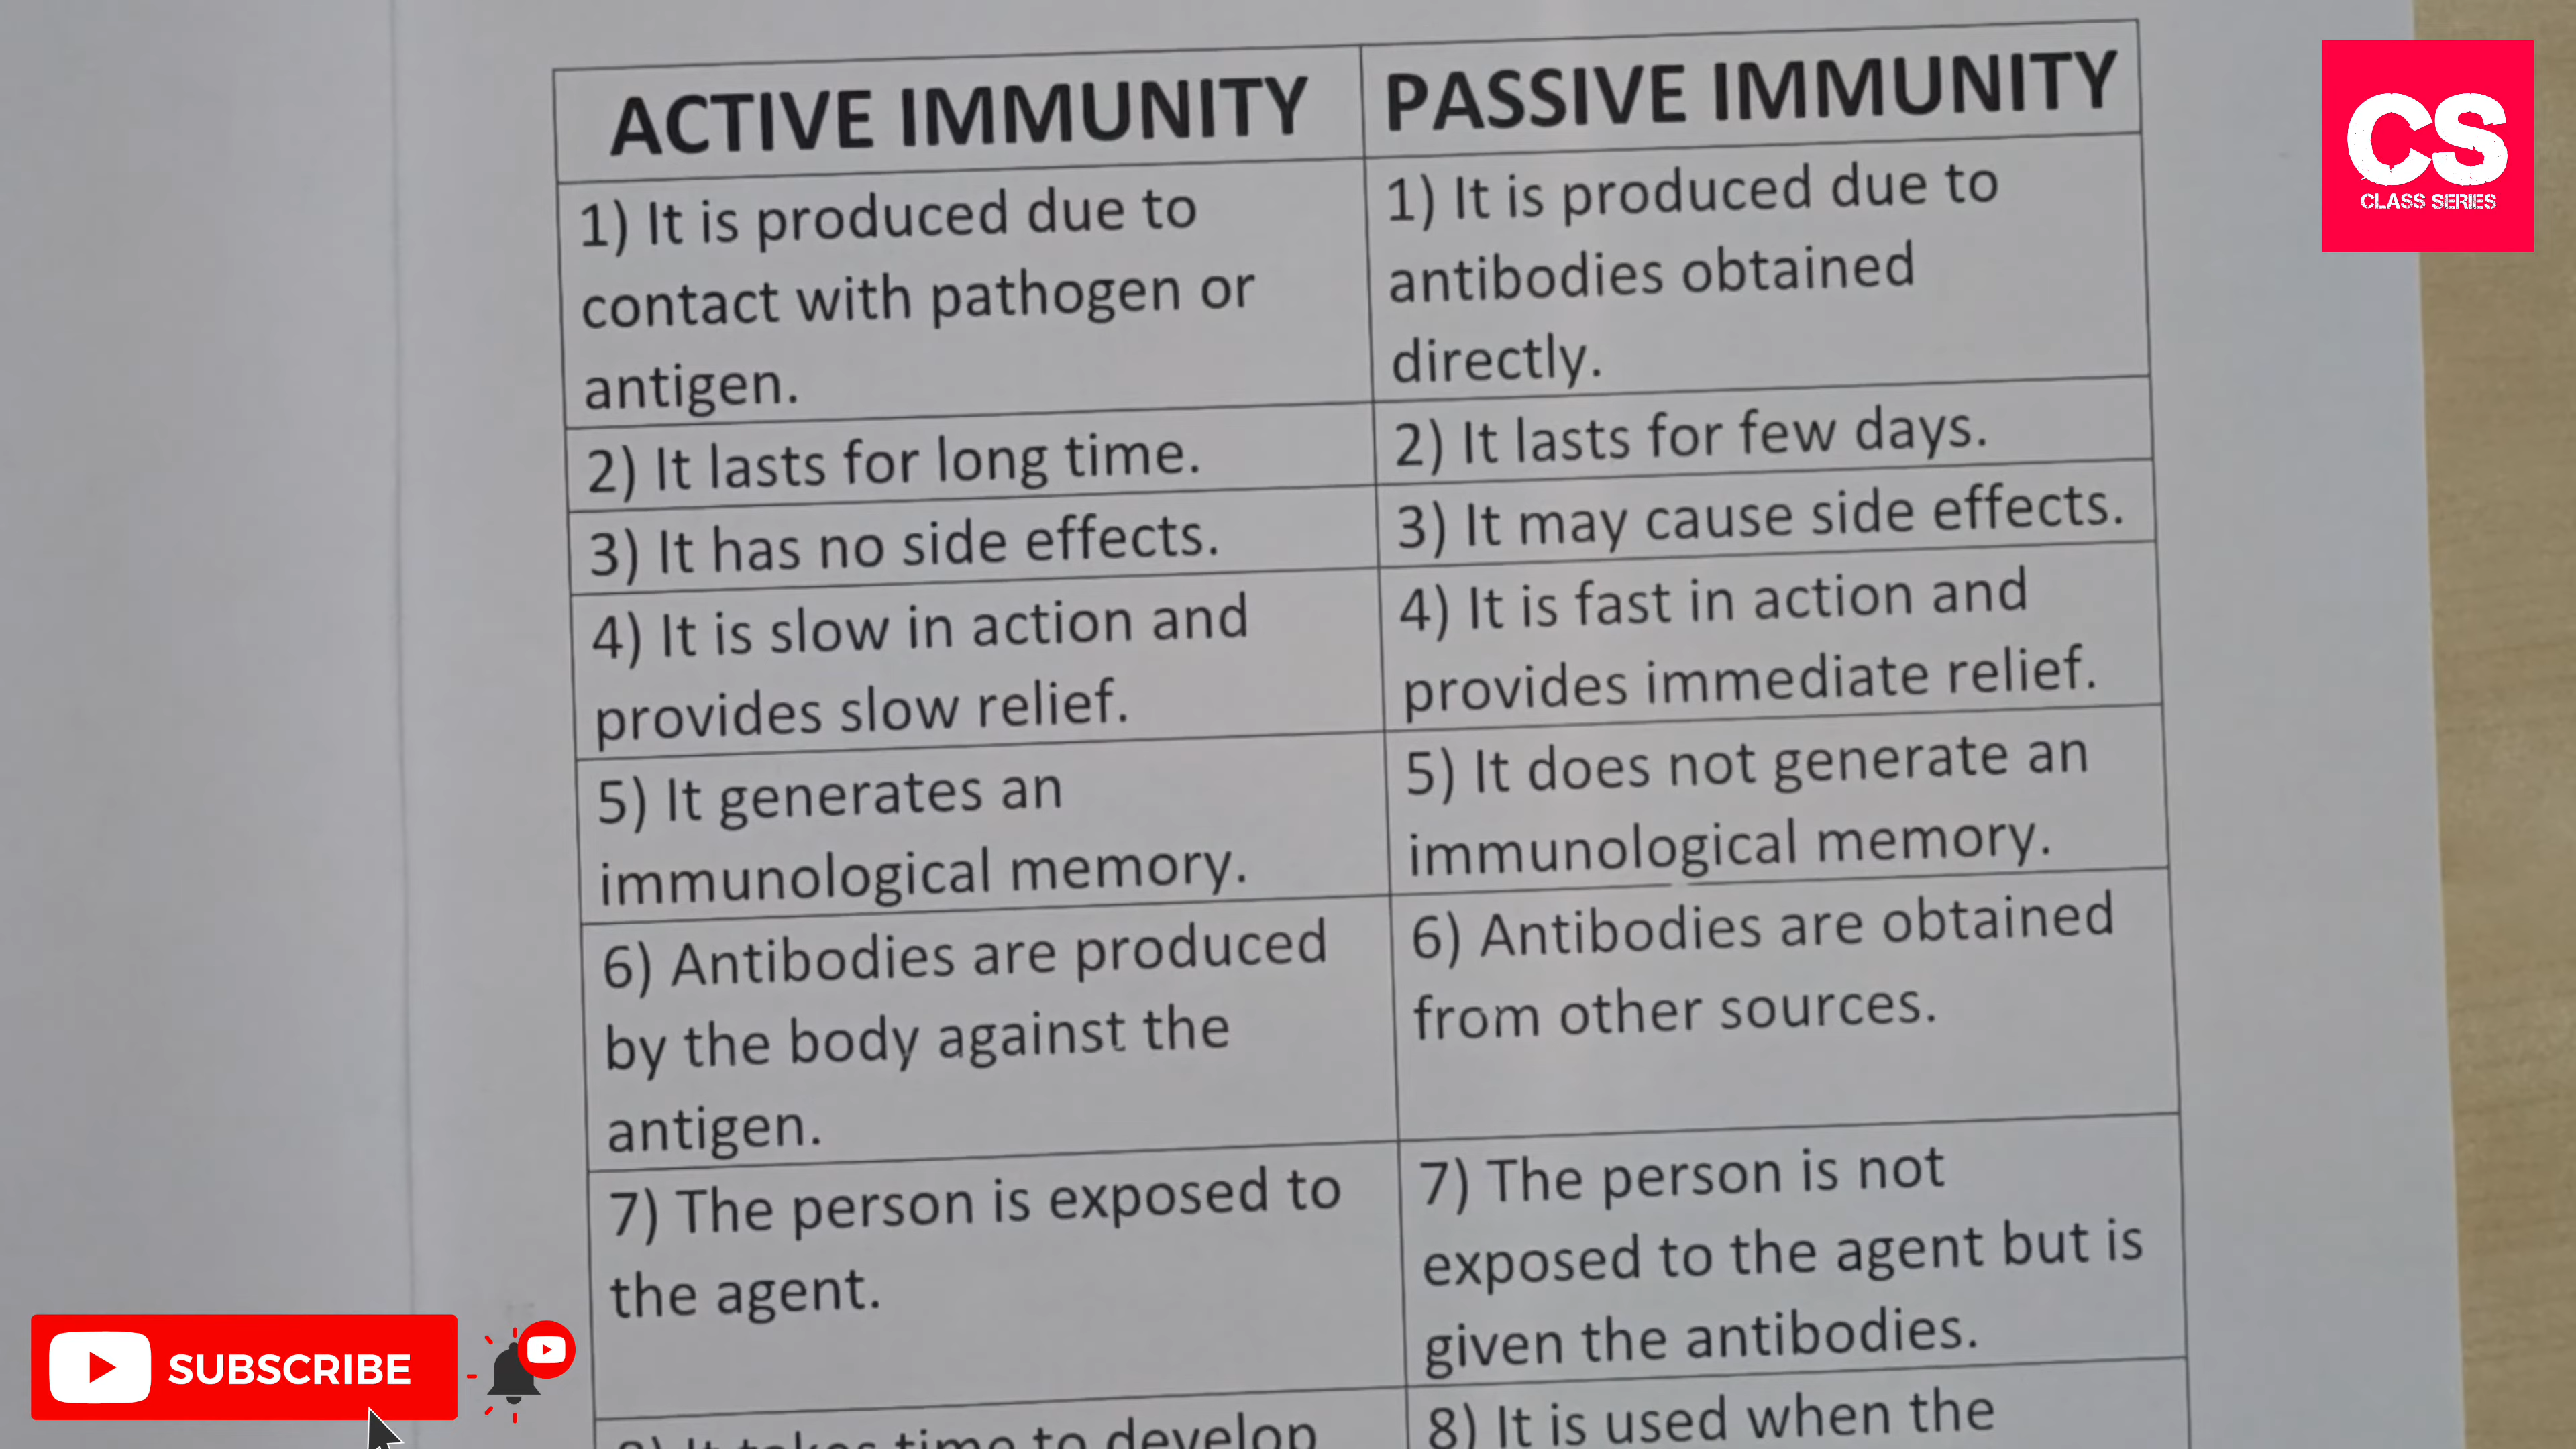 ACTIVE IMMUNITY
PASSIVE IMMUNITY
1) It is produced due to
contact with pathogen or
antigen.
1) It is produced due to
antibodies obtained
directly.
2) It lasts for long time.
2) It lasts for few days.
3) It has no side effects.
3) It may cause side effects.
4) It is slow in action and
provides slow relief.
4) It is fast in action and
provides immediate relief.
5) It generates an
immunological memory.
5) It does not generate an
immunological memory.
6) Antibodies are produced
by the body against the
antigen.
6) Antibodies are obtained
from other sources.
7) The person is exposed to
the agent.
7) The person is not
exposed to the agent but is
given the antibodies.
8) It takes time to develop
8) It is used when the
CS
CLASS SERIES
SUBSCRIBE